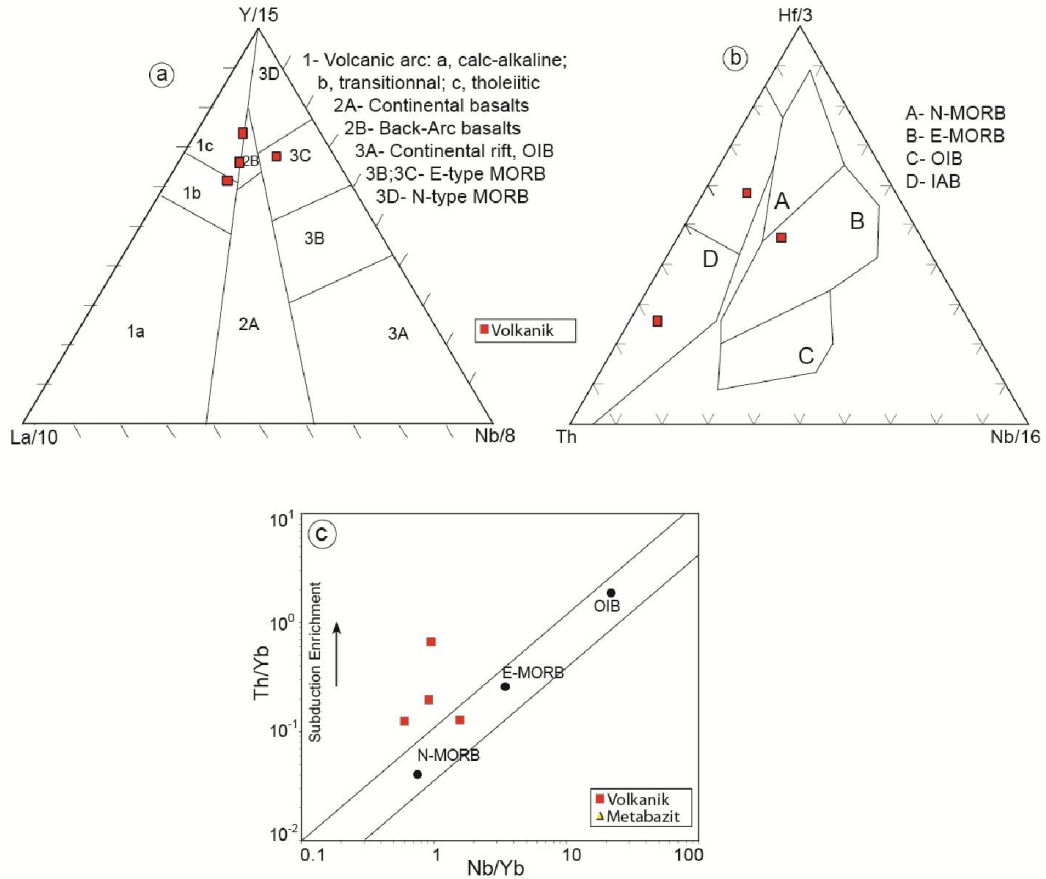 Y/15
a
3D
1- Volcanic arc: a, calc-alkaline;
b, transitionnal; c, tholeiitic
2A- Continental basalts
2B- Back-Arc basalts
3A- Continental rift, OIB
3B;3C- E-type MORB
3D- N-type MORB
1c
2B
3C
1b
3B
1a
2A
3A
Volkanik
La/10
Nb/8
Hf/3
b
A- N-MORB
B- E-MORB
C- OIB
D- IAB
A
B
D
C
Th
Nb/16
c
10¹
10⁰
10⁻¹
10⁻²
Th/Yb
Subduction Enrichment
OIB
E-MORB
N-MORB
Volkanik
Metabazit
0.1
1
10
100
Nb/Yb